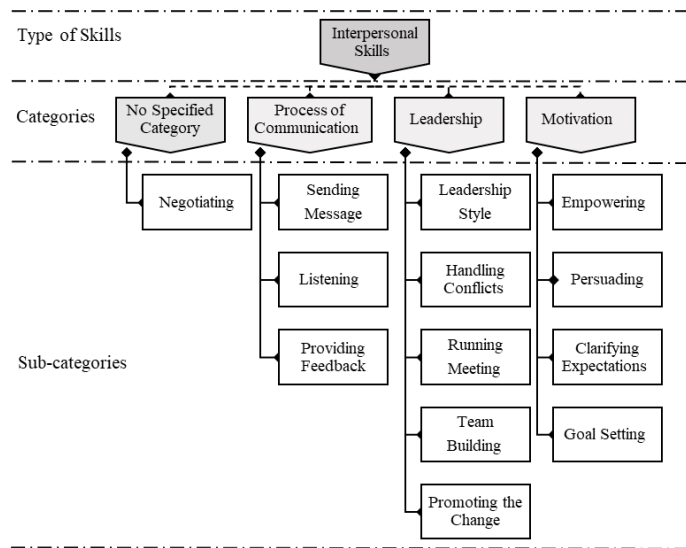 Type of Skills
Interpersonal
Skills
Categories
No Specified
Category
Process of
Communication
Leadership
Motivation
Sub-categories
Negotiating
Sending
Message
Listening
Providing
Feedback
Leadership
Style
Handling
Conflicts
Running
Meeting
Team
Building
Promoting the
Change
Empowering
Persuading
Clarifying
Expectations
Goal Setting